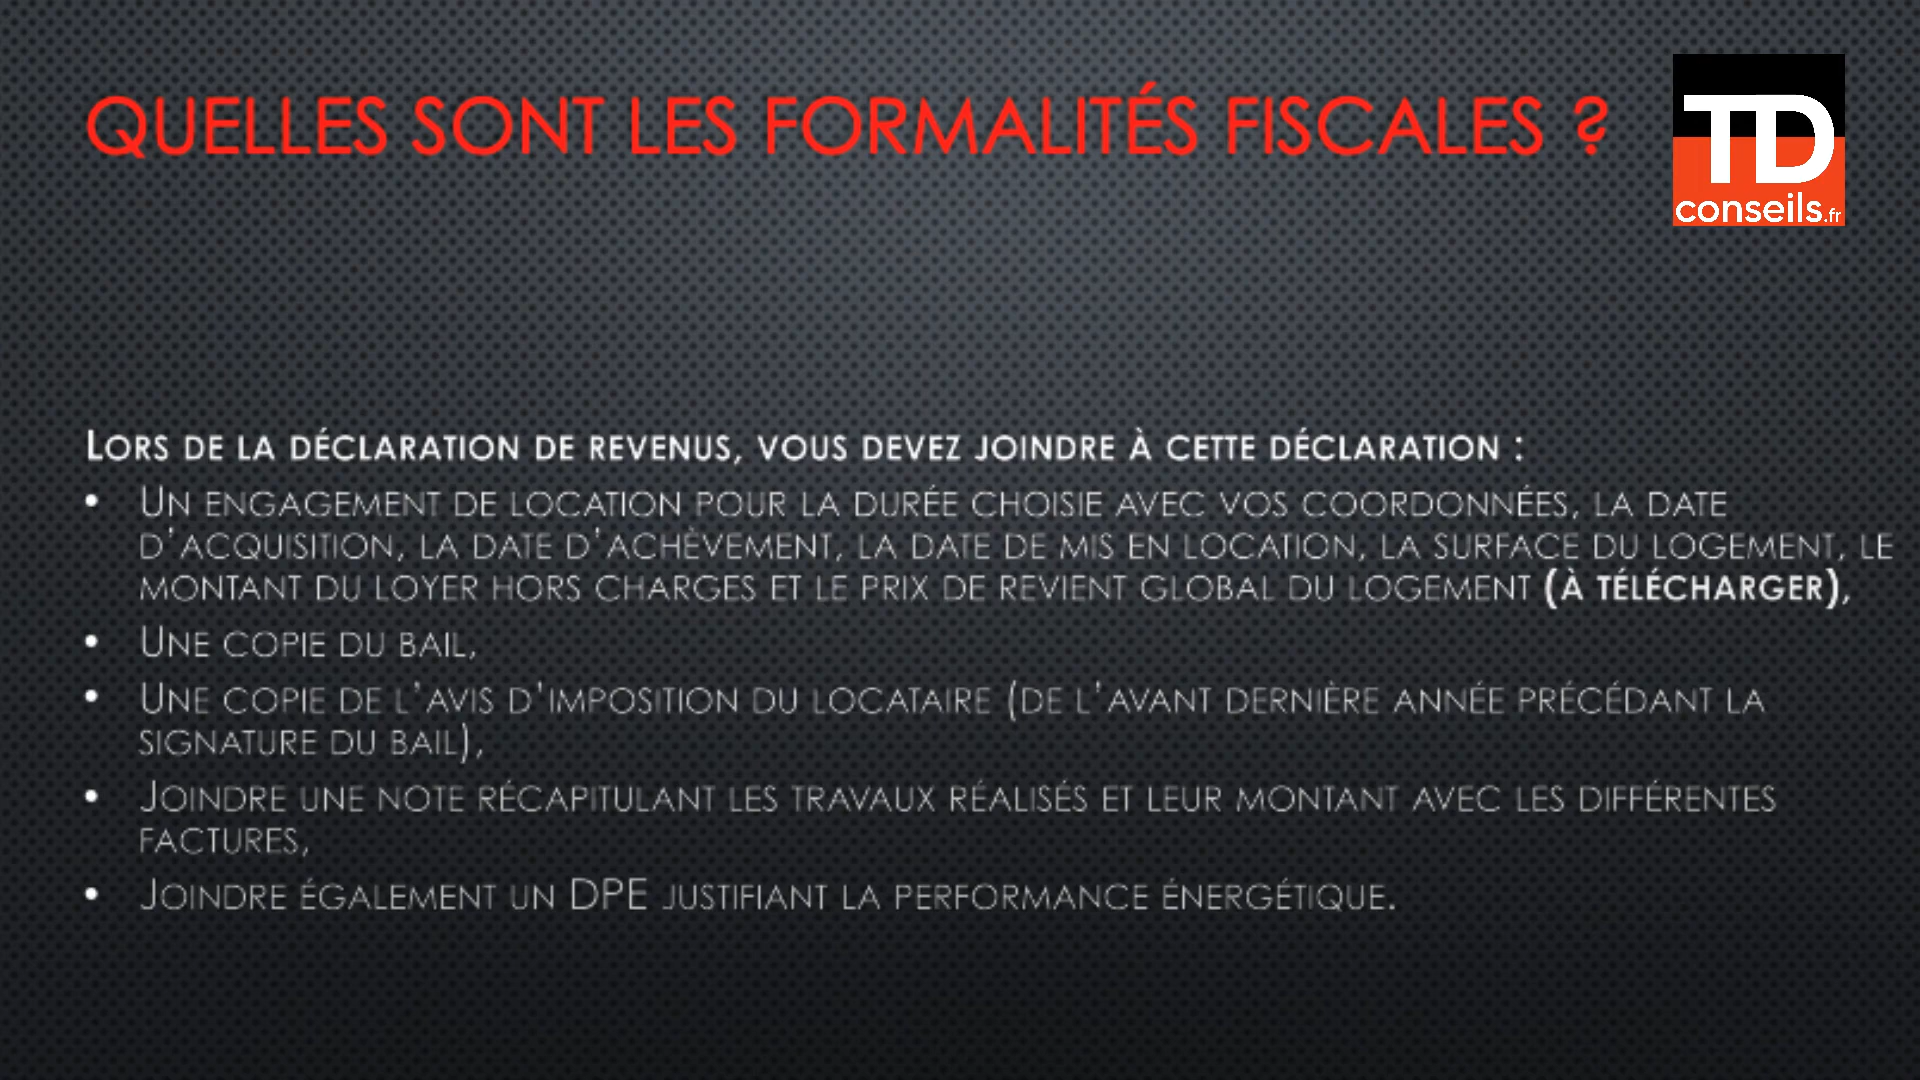 QUELLES SONT LES FORMALITÉS FISCALES ?
TD
conseils.fr
LORS DE LA DÉCLARATION DE REVENUS, VOUS DEVEZ JOINDRE À CETTE DÉCLARATION :
• UN ENGAGEMENT DE LOCATION POUR LA DURÉE CHOISIE AVEC VOS COORDONNÉES, LA DATE
D'ACQUISITION, LA DATE D'ACHÈVEMENT, LA DATE DE MIS EN LOCATION, LA SURFACE DU LOGEMENT, LE
MONTANT DU LOYER HORS CHARGES ET LE PRIX DE REVIENT GLOBAL DU LOGEMENT (À TÉLÉCHARGER),
• UNE COPIE DU BAIL,
• UNE COPIE DE L'AVIS D'IMPOSITION DU LOCATAIRE (DE L'AVANT DERNIÈRE ANNÉE PRÉCÉDANT LA
SIGNATURE DU BAIL),
• JOINDRE UNE NOTE RÉCAPITULANT LES TRAVAUX RÉALISÉS ET LEUR MONTANT AVEC LES DIFFÉRENTES
FACTURES,
• JOINDRE ÉGALEMENT UN DPE JUSTIFIANT LA PERFORMANCE ÉNERGÉTIQUE.